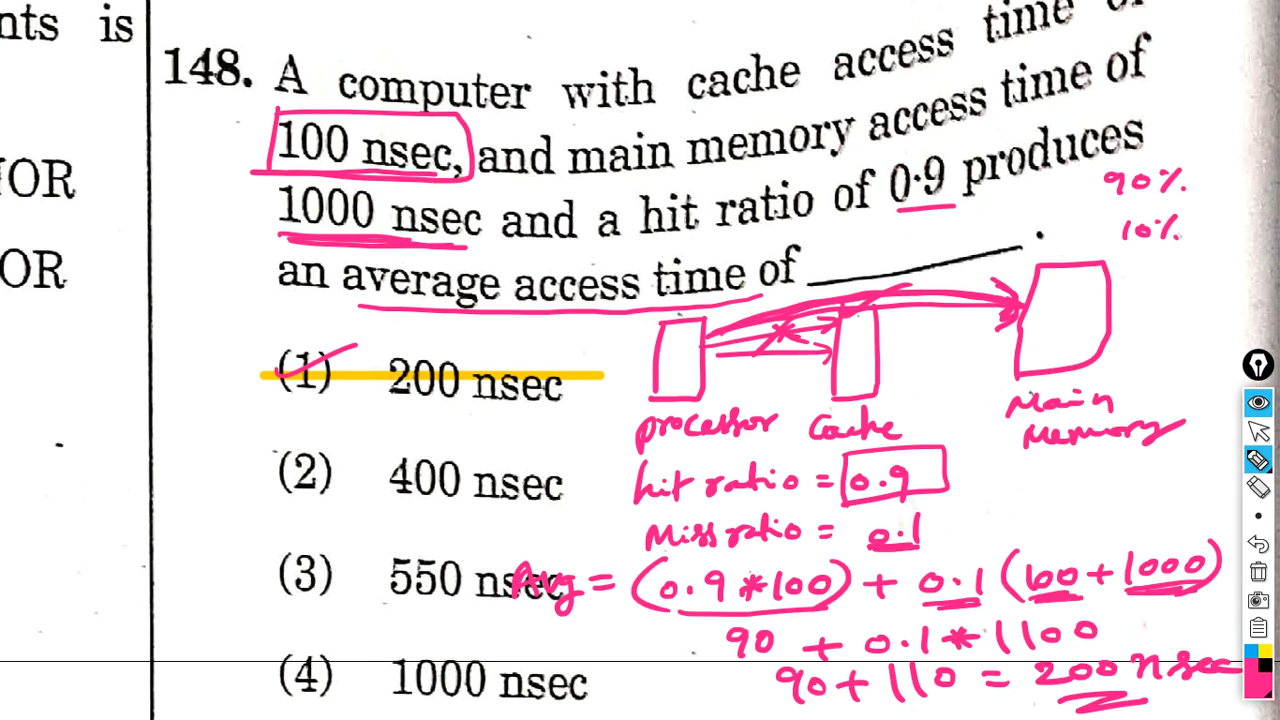 nts is
148. A computer with cache access time of
100 nsec, and main memory access time of
1000 nsec and a hit ratio of 0·9 produces
an average access time of ________ .
NOR
OR
90%.
10%.
(1) 200 nsec
(2) 400 nsec
(3) 550 nsec
(4) 1000 nsec
processor cache
Main
Memory
hit ratio = 0.9
Miss ratio = 0.1
Avg = (0.9 * 100) + 0.1 (100 + 1000)
90 + 0.1 * 1100
90 + 110 = 200 nsec